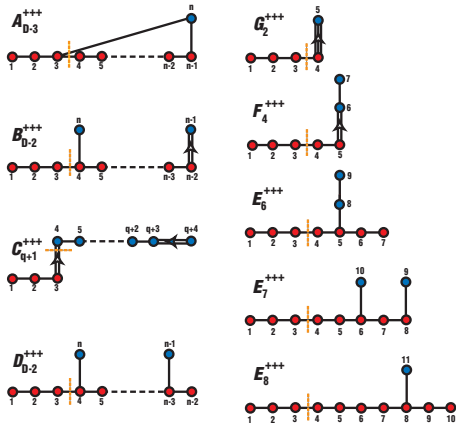 n
A+++
D-3
1 2 3 4 5 n-2 n-1
n n-1
B+++
D-2
1 2 3 4 5 n-3 n-2
4 5 q+2 q+3 q+4
C+++
q+1
1 2 3
n n-1
D+++
D-2
1 2 3 4 5 n-3 n-2
5
G+++
2
1 2 3 4
7
F+++
4
6
1 2 3 4 5
9
E+++
6
8
1 2 3 4 5 6 7
10 9
E+++
7
1 2 3 4 5 6 7 8
11
E+++
8
1 2 3 4 5 6 7 8 9 10